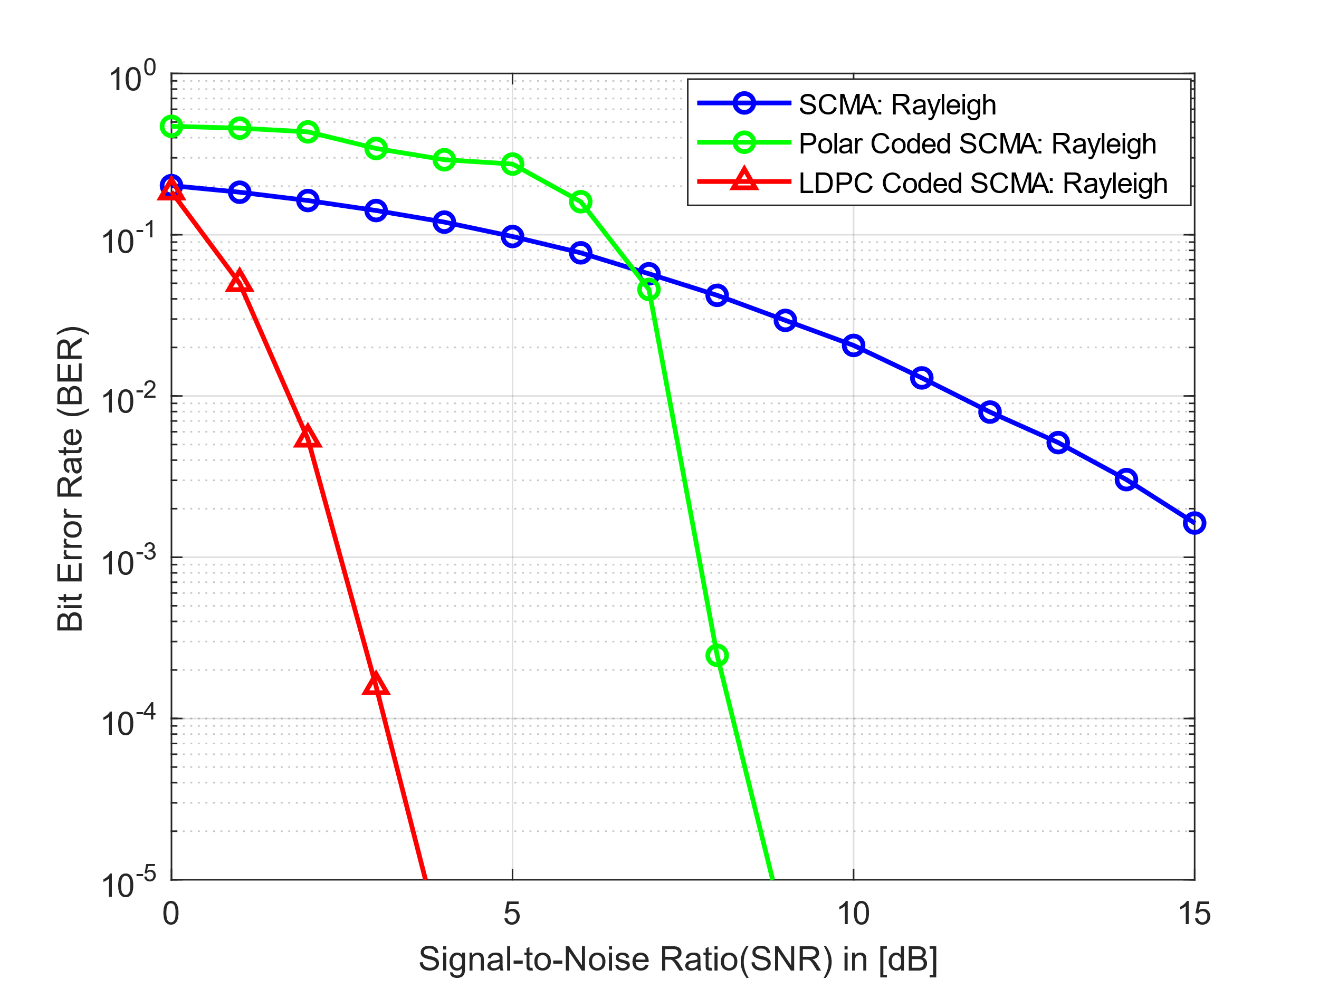 10^0
10^-1
10^-2
10^-3
10^-4
10^-5
0
5
10
15
Bit Error Rate (BER)
Signal-to-Noise Ratio(SNR) in [dB]
SCMA: Rayleigh
Polar Coded SCMA: Rayleigh
LDPC Coded SCMA: Rayleigh